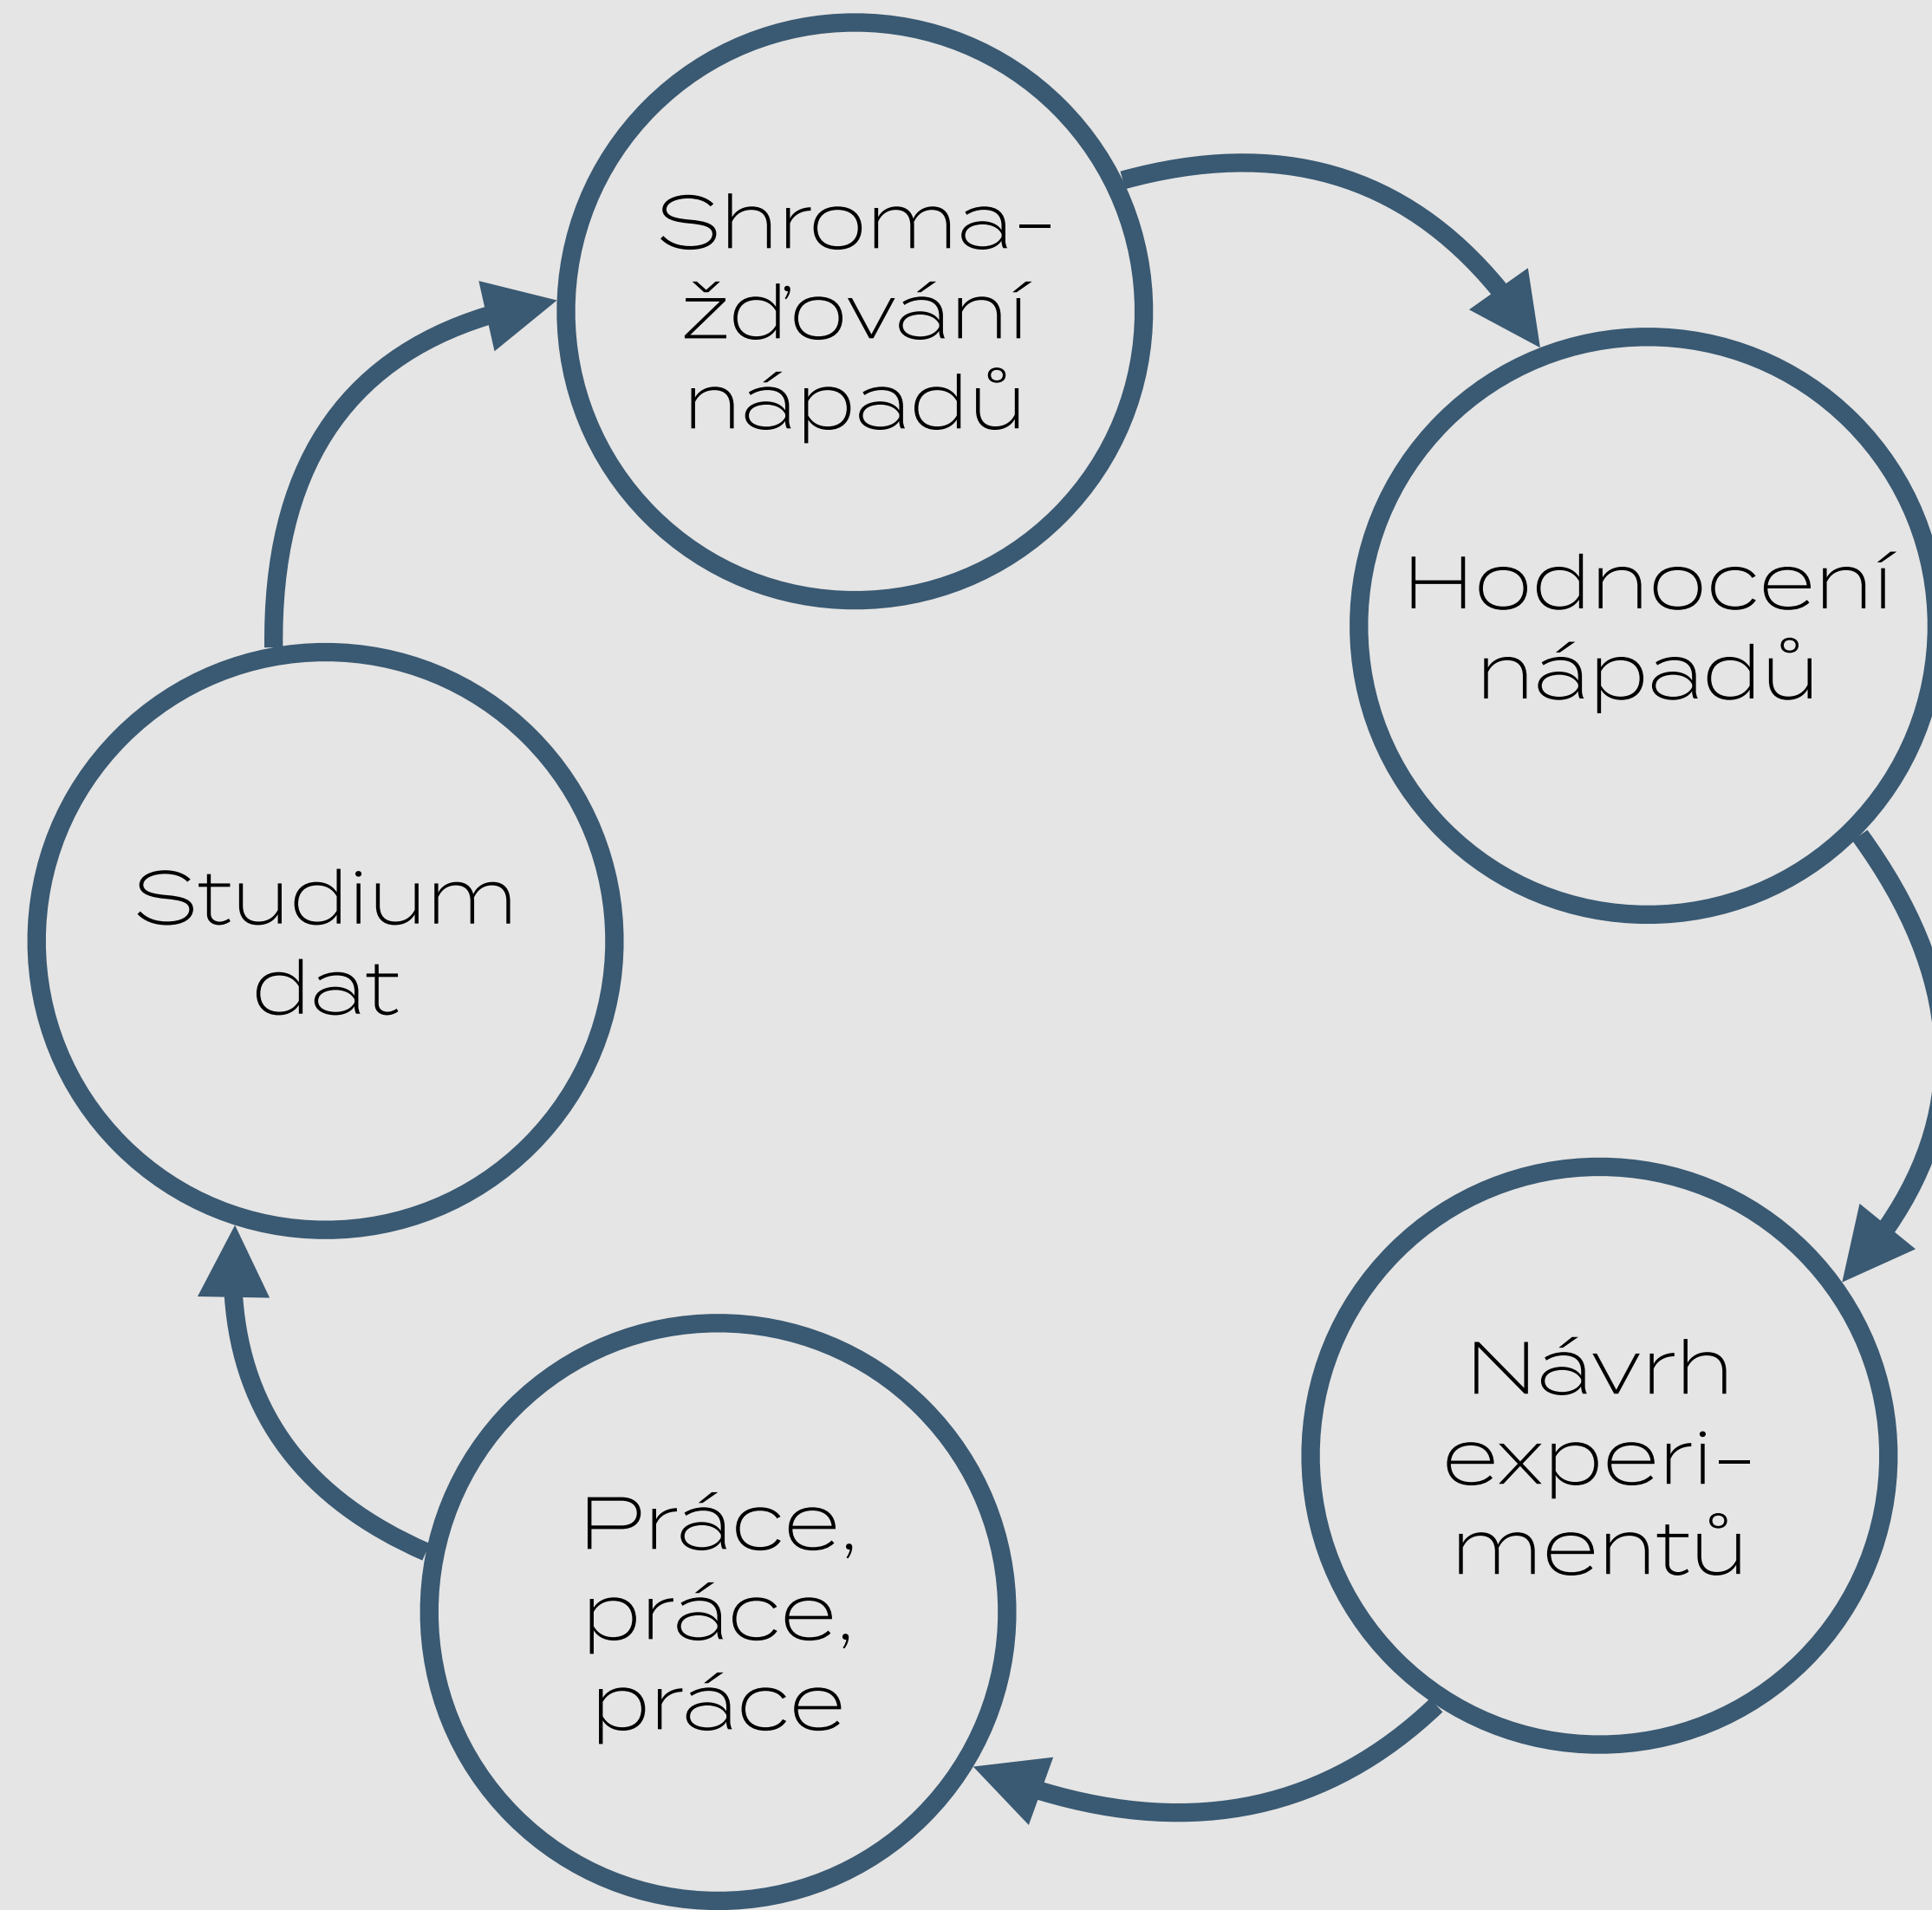 Shroma-
žďování
nápadů
Hodnocení
nápadů
Návrh
experi-
mentů
Práce,
práce,
práce
Studium
dat